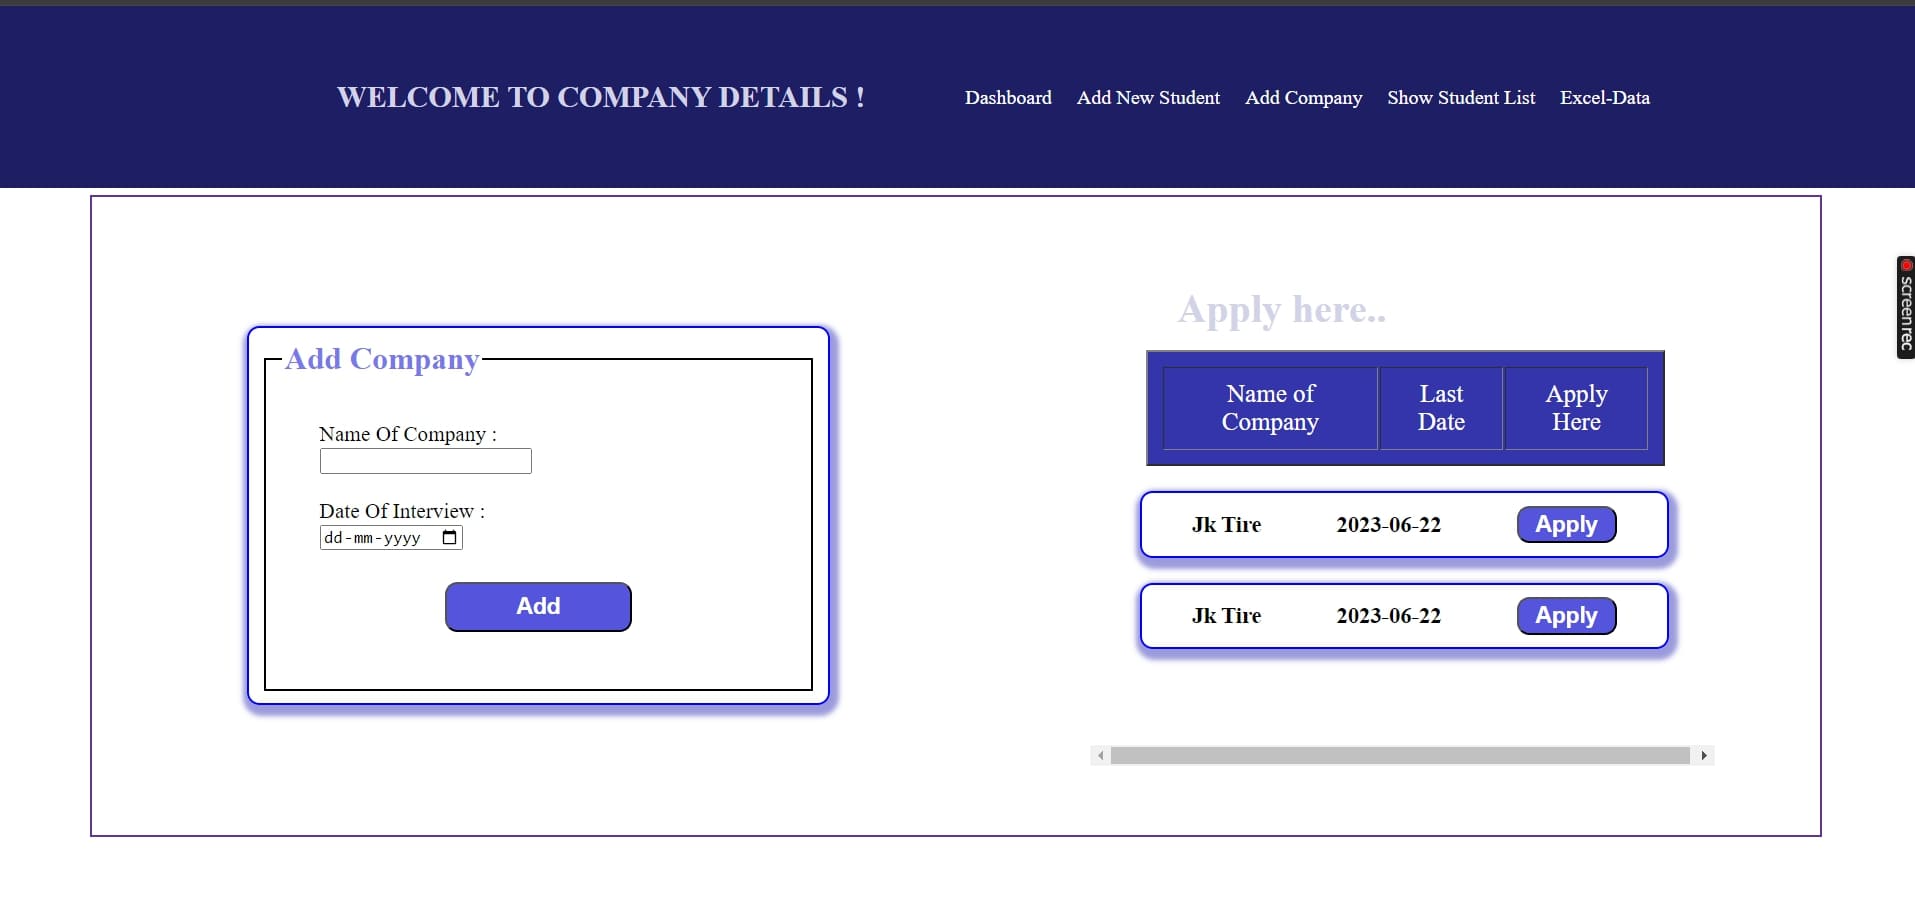 WELCOME TO COMPANY DETAILS !
Dashboard Add New Student Add Company Show Student List Excel-Data
Add Company
Name Of Company :
Date Of Interview :
dd-mm-yyyy
Add
Apply here..
Name of Company Last Date Apply Here
Jk Tire 2023-06-22 Apply
Jk Tire 2023-06-22 Apply
screenrec